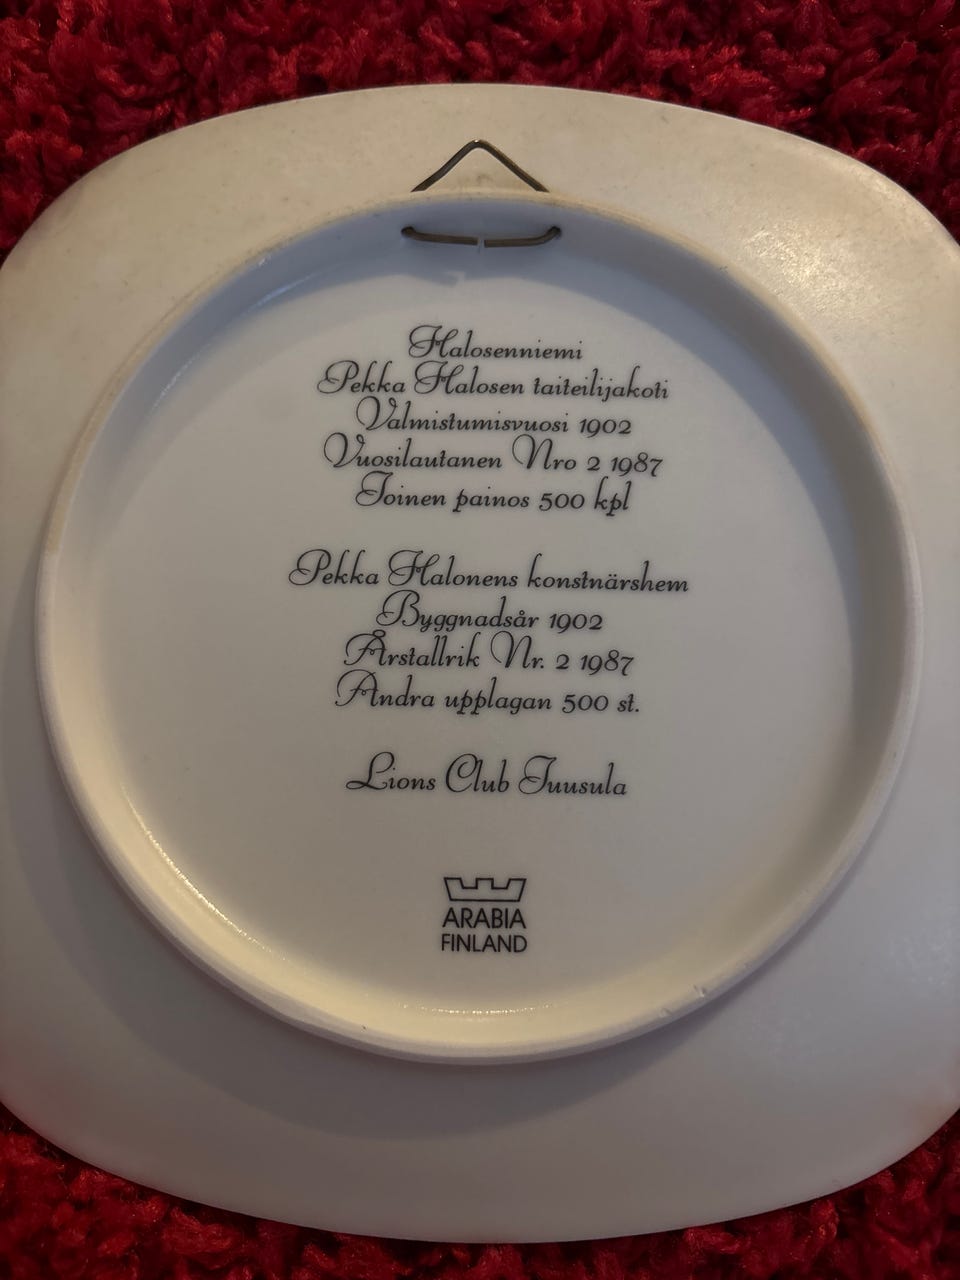 Halosenniemi
Pekka Halosen taiteilijakoti
Valmistumisvuosi 1902
Vuosilautanen Nro 2 1987
Toinen painos 500 kpl
Pekka Halonens konstnärshem
Byggnadsår 1902
Årstallrik Nr. 2 1987
Andra upplagan 500 st.
Lions Club Tuusula
ARABIA
FINLAND